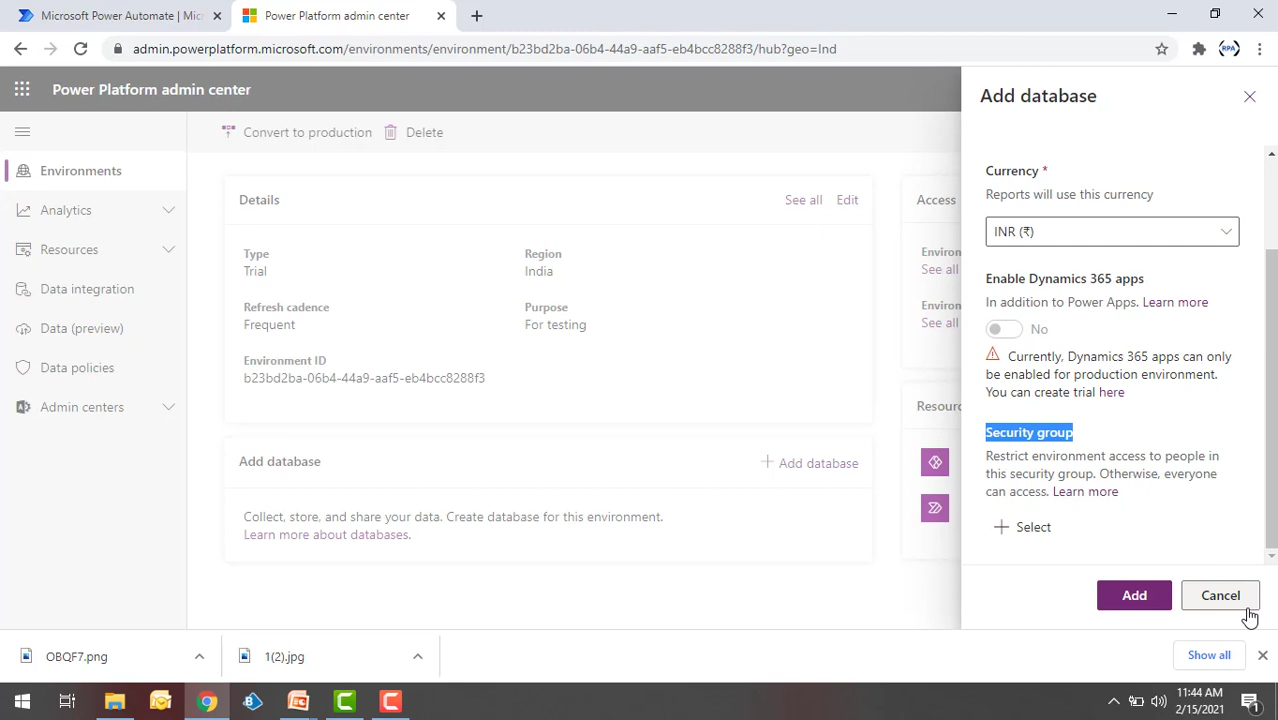 Microsoft Power Automate | Mic
Power Platform admin center
admin.powerplatform.microsoft.com/environments/environment/b23bd2ba-06b4-44a9-aaf5-eb4bcc8288f3/hub?geo=Ind
RPA
Power Platform admin center
Environments
Analytics
Resources
Data integration
Data (preview)
Data policies
Admin centers
Convert to production
Delete
Details
See all
Edit
Type
Trial
Region
India
Refresh cadence
Frequent
Purpose
For testing
Environment ID
b23bd2ba-06b4-44a9-aaf5-eb4bcc8288f3
Add database
Add database
Collect, store, and share your data. Create database for this environment.
Learn more about databases.
Access
Environ
See all
Environ
See all
Resour
Add database
Currency *
Reports will use this currency
INR (₹)
Enable Dynamics 365 apps
In addition to Power Apps. Learn more
No
Currently, Dynamics 365 apps can only
be enabled for production environment.
You can create trial here
Security group
Restrict environment access to people in
this security group. Otherwise, everyone
can access. Learn more
Select
Add
Cancel
OBQF7.png
1(2).jpg
Show all
11:44 AM
2/15/2021
1